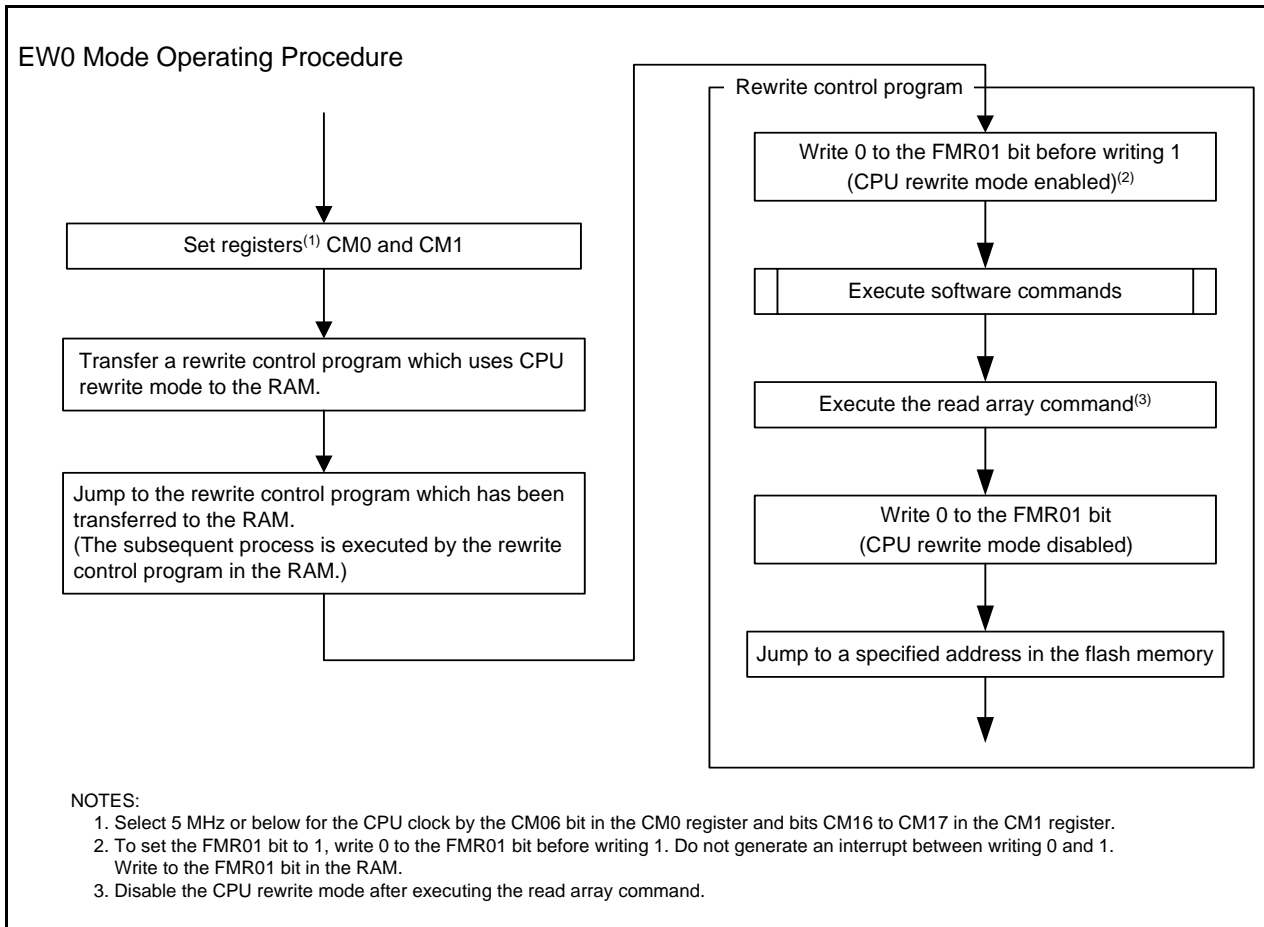 EW0 Mode Operating Procedure
Set registers(1) CM0 and CM1
Transfer a rewrite control program which uses CPU
rewrite mode to the RAM.
Jump to the rewrite control program which has been
transferred to the RAM.
(The subsequent process is executed by the rewrite
control program in the RAM.)
Rewrite control program
Write 0 to the FMR01 bit before writing 1
(CPU rewrite mode enabled)(2)
Execute software commands
Execute the read array command(3)
Write 0 to the FMR01 bit
(CPU rewrite mode disabled)
Jump to a specified address in the flash memory
NOTES:
1. Select 5 MHz or below for the CPU clock by the CM06 bit in the CM0 register and bits CM16 to CM17 in the CM1 register.
2. To set the FMR01 bit to 1, write 0 to the FMR01 bit before writing 1. Do not generate an interrupt between writing 0 and 1.
Write to the FMR01 bit in the RAM.
3. Disable the CPU rewrite mode after executing the read array command.